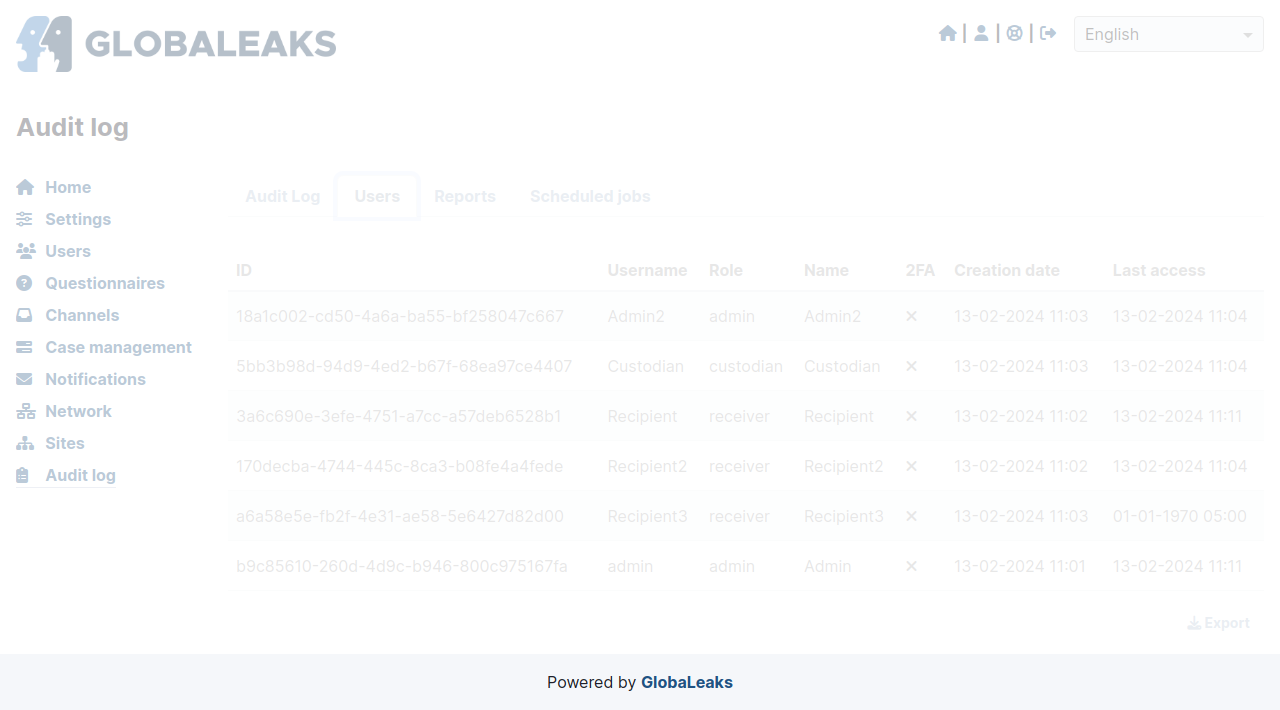 GLOBALEAKS
| | |
English
Audit log
Home
Settings
Users
Questionnaires
Channels
Case management
Notifications
Network
Sites
Audit log
Audit Log Users Reports Scheduled jobs
ID Username Role Name 2FA Creation date Last access
18a1c002-cd50-4a6a-ba55-bf258047c667 Admin2 admin Admin2 13-02-2024 11:03 13-02-2024 11:04
5bb3b98d-94d9-4ed2-b67f-68ea97ce4407 Custodian custodian Custodian 13-02-2024 11:03 13-02-2024 11:04
3a6c690e-3efe-4751-a7cc-a57deb6528b1 Recipient receiver Recipient 13-02-2024 11:02 13-02-2024 11:11
170decba-4744-445c-8ca3-b08fe4a4fede Recipient2 receiver Recipient2 13-02-2024 11:02 13-02-2024 11:04
a6a58e5e-fb2f-4e31-ae58-5e6427d82d00 Recipient3 receiver Recipient3 13-02-2024 11:03 01-01-1970 05:00
b9c85610-260d-4d9c-b946-800c975167fa admin admin Admin 13-02-2024 11:01 13-02-2024 11:11
Export
Powered by GlobaLeaks